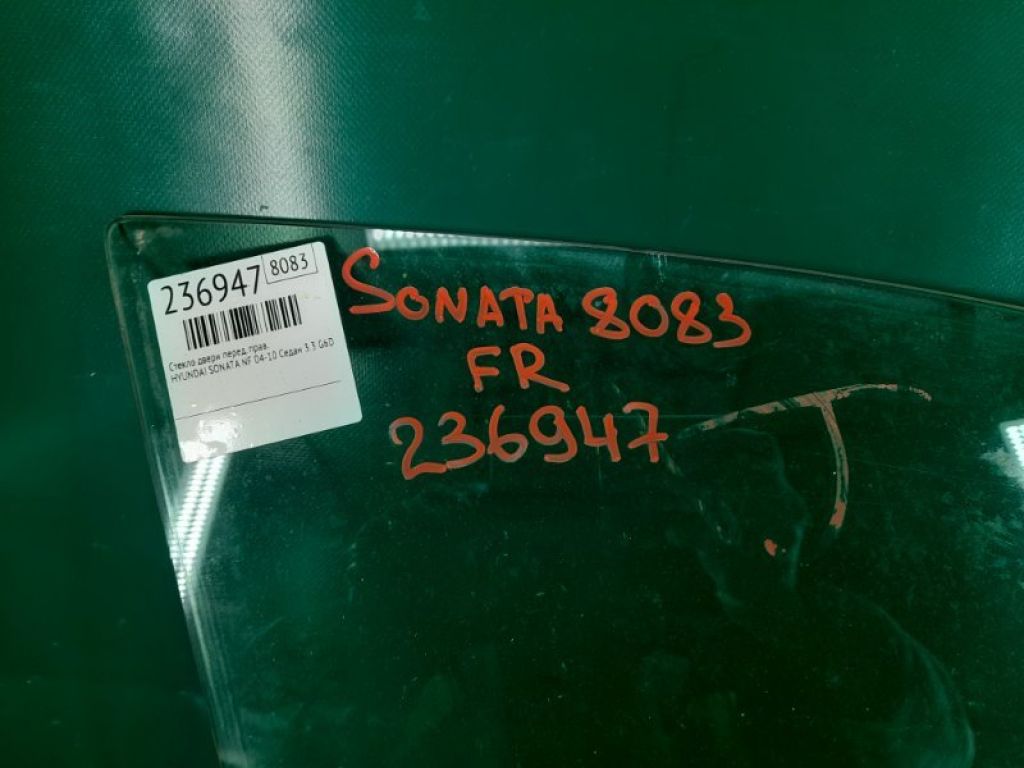 236947 8083
Стекло двери перед. прав.
HYUNDAI SONATA NF 04-10 Седан 3.3 G6D
SONATA 8083
FR
236947